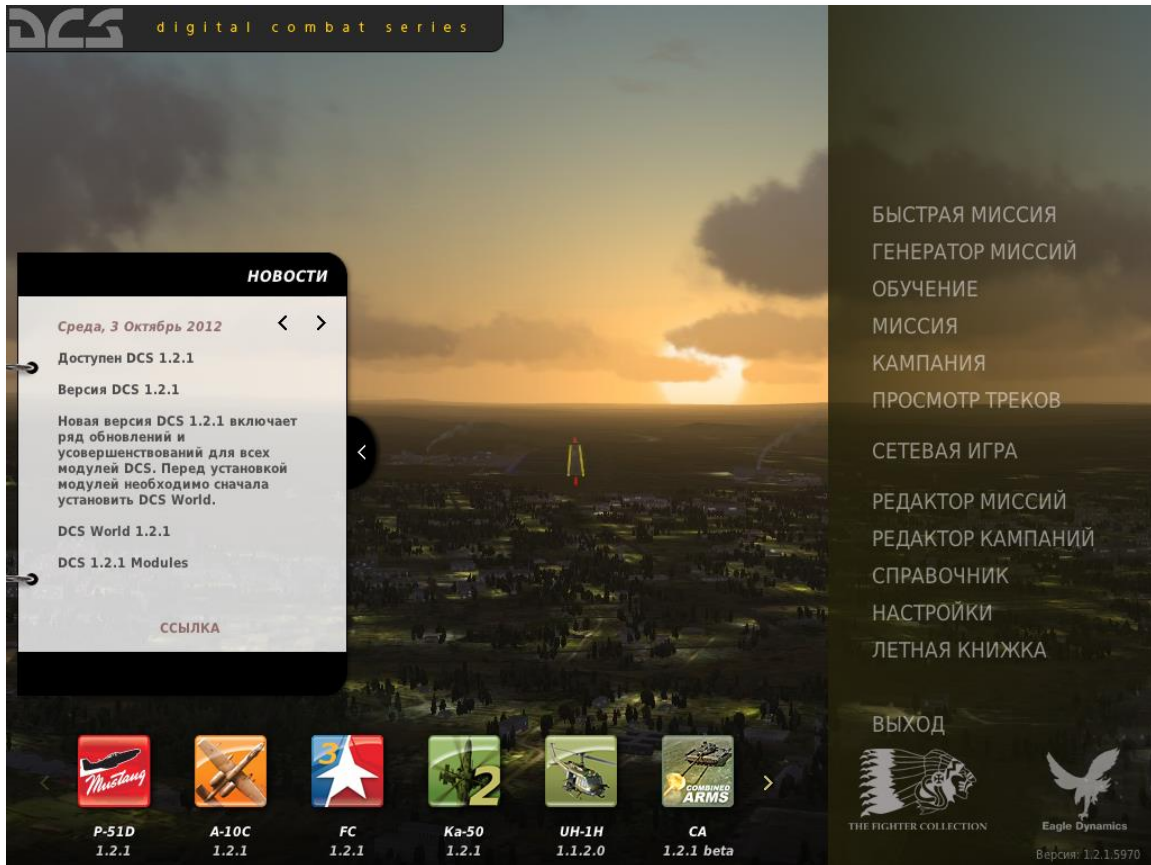 DCS digital combat series
НОВОСТИ
Среда, 3 Октябрь 2012
Доступен DCS 1.2.1
Версия DCS 1.2.1
Новая версия DCS 1.2.1 включает
ряд обновлений и
усовершенствований для всех
модулей DCS. Перед установкой
модулей необходимо сначала
установить DCS World.
DCS World 1.2.1
DCS 1.2.1 Modules
ССЫЛКА
БЫСТРАЯ МИССИЯ
ГЕНЕРАТОР МИССИЙ
ОБУЧЕНИЕ
МИССИЯ
КАМПАНИЯ
ПРОСМОТР ТРЕКОВ
СЕТЕВАЯ ИГРА
РЕДАКТОР МИССИЙ
РЕДАКТОР КАМПАНИЙ
СПРАВОЧНИК
НАСТРОЙКИ
ЛЕТНАЯ КНИЖКА
ВЫХОД
Mustang
3
2
COMBINED
ARMS
P-51D A-10C FC Ka-50 UH-1H CA
1.2.1 1.2.1 1.2.1 1.2.1 1.1.2.0 1.2.1 beta
THE FIGHTER COLLECTION
Eagle Dynamics
Версия: 1.2.1.5970